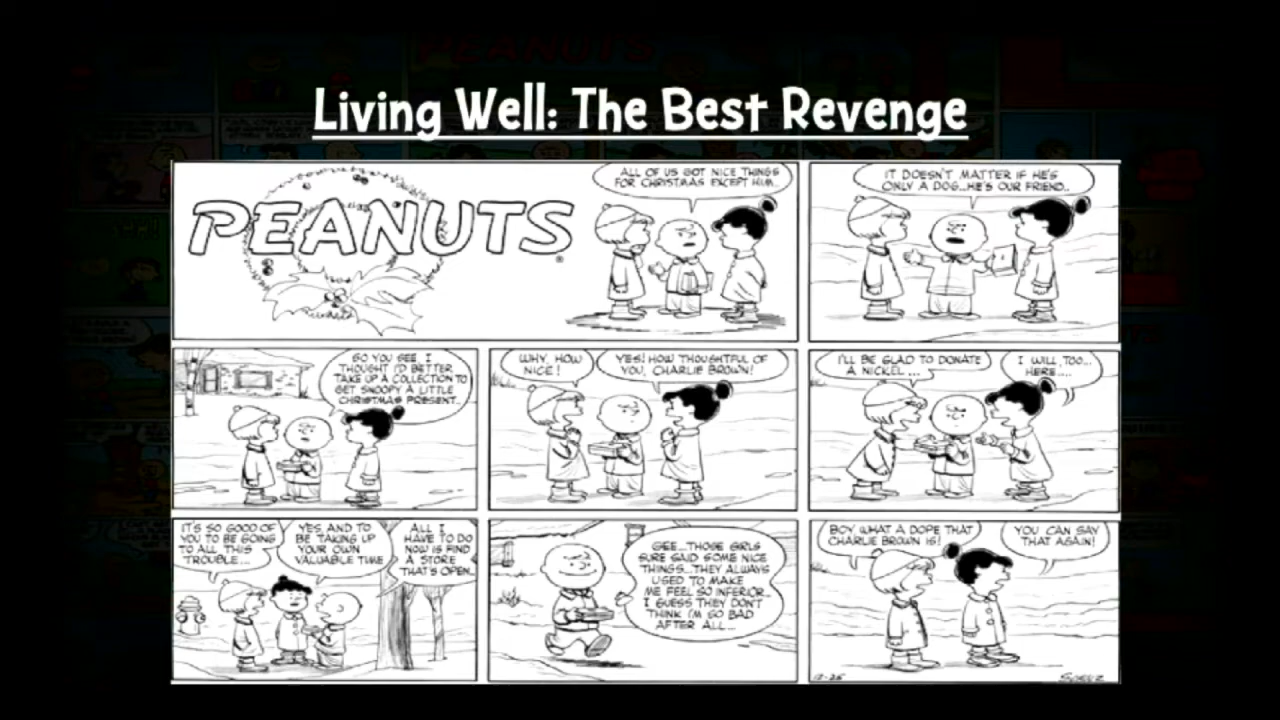 Living Well: The Best Revenge
PEANUTS
ALL OF US GOT NICE THINGS
FOR CHRISTMAS EXCEPT HIM..
IT DOESN'T MATTER IF HE'S
ONLY A DOG...HE'S OUR FRIEND..
SO YOU SEE, I
THOUGHT I'D BETTER
TAKE UP A COLLECTION TO
GET SNOOPY A LITTLE
CHRISTMAS PRESENT..
WHY, HOW
NICE!
YES! HOW THOUGHTFUL OF
YOU, CHARLIE BROWN!
I'LL BE GLAD TO DONATE
A NICKEL ...
I WILL, TOO...
HERE....
IT'S SO GOOD OF
YOU TO BE GOING
TO ALL THIS
TROUBLE...
YES, AND TO
BE TAKING UP
YOUR OWN
VALUABLE TIME
ALL I
HAVE TO DO
NOW IS FIND
A STORE
THAT'S OPEN..
GEE...THOSE GIRLS
SURE SAID SOME NICE
THINGS...THEY ALWAYS
USED TO MAKE
ME FEEL SO INFERIOR...
I GUESS THEY DON'T
THINK I'M SO BAD
AFTER ALL...
BOY, WHAT A DOPE THAT
CHARLIE BROWN IS!
YOU CAN SAY
THAT AGAIN!
12-25
SCHULZ